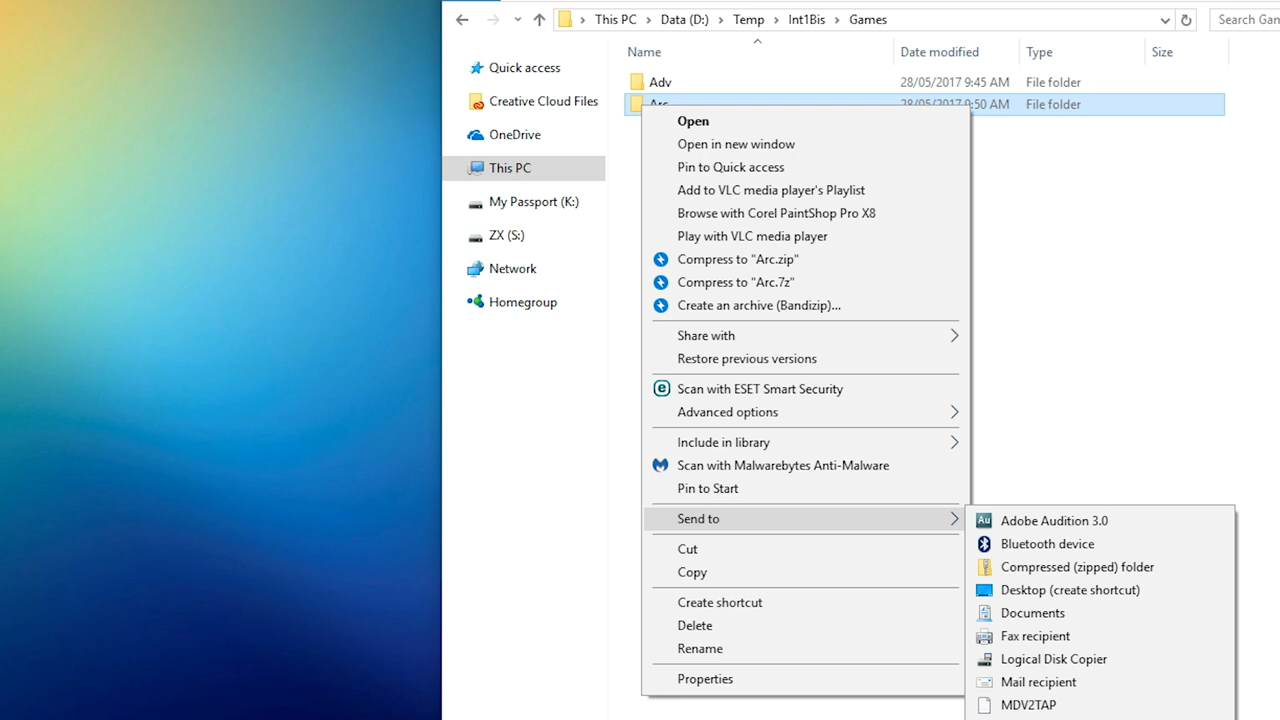 This PC > Data (D:) > Temp > Int1Bis > Games
Search Gam
Name Date modified Type Size
Quick access
Creative Cloud Files
OneDrive
This PC
My Passport (K:)
ZX (S:)
Network
Homegroup
Adv 28/05/2017 9:45 AM File folder
Arc 28/05/2017 9:50 AM File folder
Open
Open in new window
Pin to Quick access
Add to VLC media player's Playlist
Browse with Corel PaintShop Pro X8
Play with VLC media player
Compress to "Arc.zip"
Compress to "Arc.7z"
Create an archive (Bandizip)...
Share with
Restore previous versions
Scan with ESET Smart Security
Advanced options
Include in library
Scan with Malwarebytes Anti-Malware
Pin to Start
Send to
Cut
Copy
Create shortcut
Delete
Rename
Properties
Au Adobe Audition 3.0
Bluetooth device
Compressed (zipped) folder
Desktop (create shortcut)
Documents
Fax recipient
Logical Disk Copier
Mail recipient
MDV2TAP